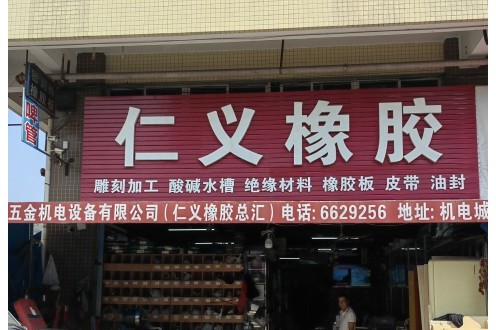 仁义橡胶
雕刻加工 酸碱水槽 绝缘材料 橡胶板 皮带 油封
五金机电设备有限公司(仁义橡胶总汇)电话:6629256 地址:机电城